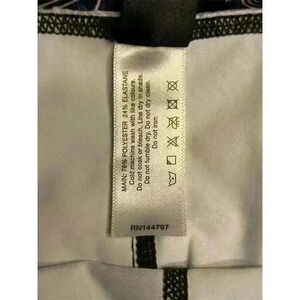 MAIN: 76% POLYESTER 24% ELASTANE
Cold machine wash with like colours.
Do not soak or bleach. Line dry in shade.
Do not tumble dry. Do not dry clean.
Do not iron.
RN144797